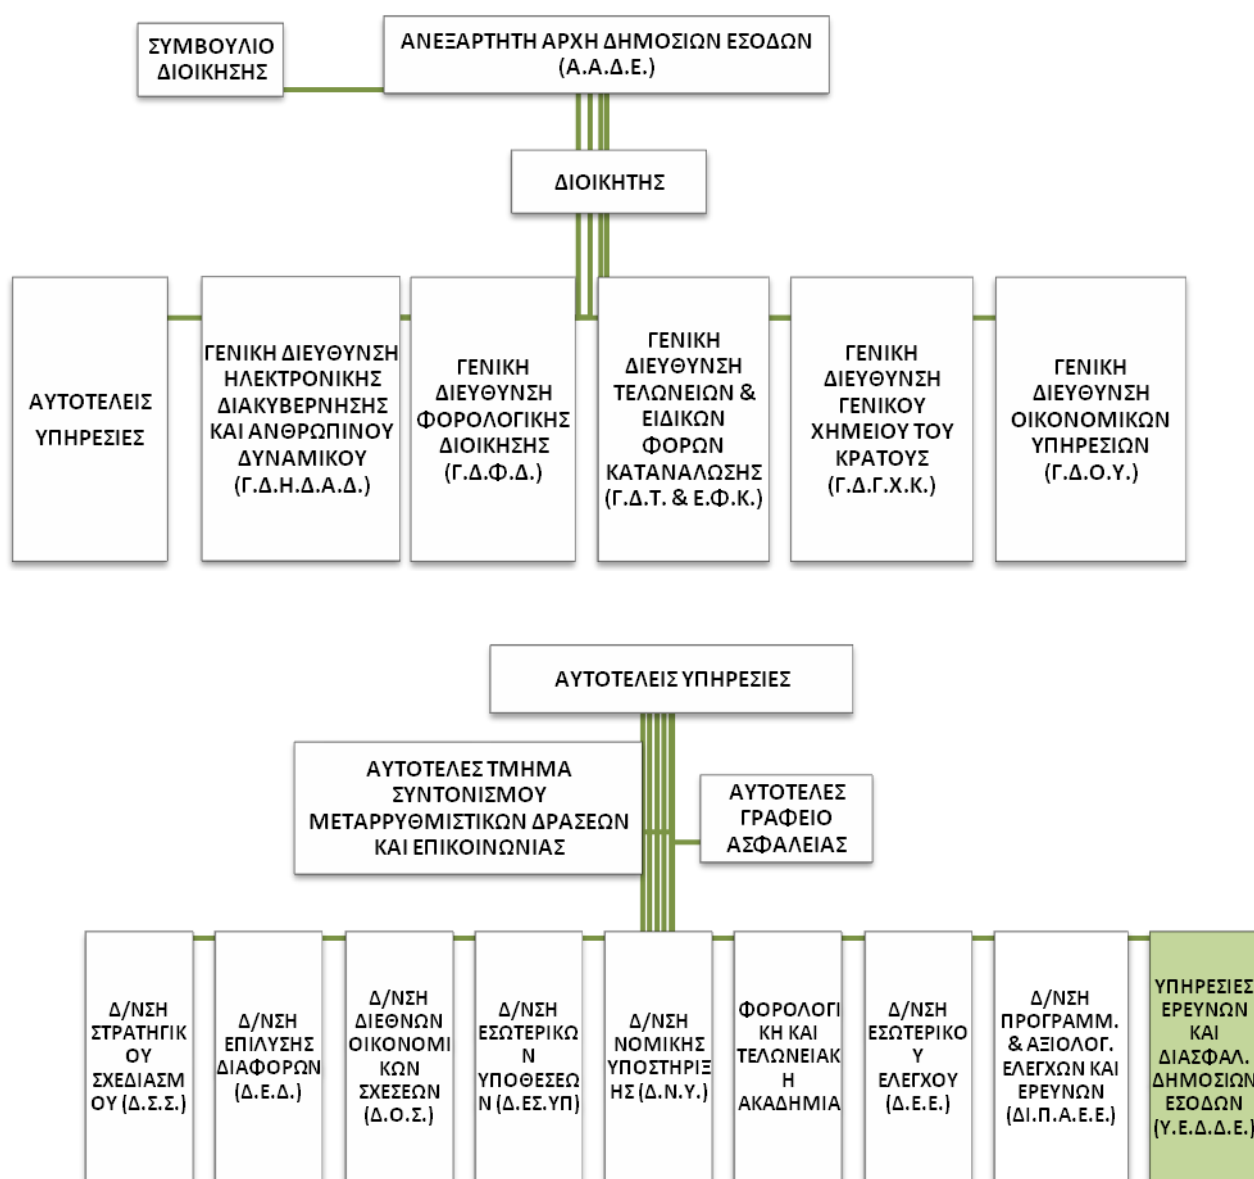 ΣΥΜΒΟΥΛΙΟ
ΔΙΟΙΚΗΣΗΣ
ΑΝΕΞΑΡΤΗΤΗ ΑΡΧΗ ΔΗΜΟΣΙΩΝ ΕΣΟΔΩΝ
(Α.Α.Δ.Ε.)
ΔΙΟΙΚΗΤΗΣ
ΑΥΤΟΤΕΛΕΙΣ
ΥΠΗΡΕΣΙΕΣ
ΓΕΝΙΚΗ ΔΙΕΥΘΥΝΣΗ
ΗΛΕΚΤΡΟΝΙΚΗΣ
ΔΙΑΚΥΒΕΡΝΗΣΗΣ
ΚΑΙ ΑΝΘΡΩΠΙΝΟΥ
ΔΥΝΑΜΙΚΟΥ
(Γ.Δ.Η.Δ.Α.Δ.)
ΓΕΝΙΚΗ
ΔΙΕΥΘΥΝΣΗ
ΦΟΡΟΛΟΓΙΚΗΣ
ΔΙΟΙΚΗΣΗΣ
(Γ.Δ.Φ.Δ.)
ΓΕΝΙΚΗ
ΔΙΕΥΘΥΝΣΗ
ΤΕΛΩΝΕΙΩΝ &
ΕΙΔΙΚΩΝ
ΦΟΡΩΝ
ΚΑΤΑΝΑΛΩΣΗΣ
(Γ.Δ.Τ. & Ε.Φ.Κ.)
ΓΕΝΙΚΗ
ΔΙΕΥΘΥΝΣΗ
ΓΕΝΙΚΟΥ
ΧΗΜΕΙΟΥ ΤΟΥ
ΚΡΑΤΟΥΣ
(Γ.Δ.Γ.Χ.Κ.)
ΓΕΝΙΚΗ
ΔΙΕΥΘΥΝΣΗ
ΟΙΚΟΝΟΜΙΚΩΝ
ΥΠΗΡΕΣΙΩΝ
(Γ.Δ.Ο.Υ.)
ΑΥΤΟΤΕΛΕΙΣ ΥΠΗΡΕΣΙΕΣ
ΑΥΤΟΤΕΛΕΣ ΤΜΗΜΑ
ΣΥΝΤΟΝΙΣΜΟΥ
ΜΕΤΑΡΡΥΘΜΙΣΤΙΚΩΝ ΔΡΑΣΕΩΝ
ΚΑΙ ΕΠΙΚΟΙΝΩΝΙΑΣ
ΑΥΤΟΤΕΛΕΣ
ΓΡΑΦΕΙΟ
ΑΣΦΑΛΕΙΑΣ
Δ/ΝΣΗ
ΣΤΡΑΤΗΓΙΚ
ΟΥ
ΣΧΕΔΙΑΣΜ
ΟΥ (Δ.Σ.Σ.)
Δ/ΝΣΗ
ΕΠΙΛΥΣΗΣ
ΔΙΑΦΟΡΩΝ
(Δ.Ε.Δ.)
Δ/ΝΣΗ
ΔΙΕΘΝΩΝ
ΟΙΚΟΝΟΜΙ
ΚΩΝ
ΣΧΕΣΕΩΝ
(Δ.Ο.Σ.)
Δ/ΝΣΗ
ΕΣΩΤΕΡΙΚΩ
Ν
ΥΠΟΘΕΣΕΩ
Ν (Δ.ΕΣ.ΥΠ)
Δ/ΝΣΗ
ΝΟΜΙΚΗΣ
ΥΠΟΣΤΗΡΙΞ
ΗΣ (Δ.Ν.Υ.)
ΦΟΡΟΛΟΓΙ
ΚΗ ΚΑΙ
ΤΕΛΩΝΕΙΑΚ
Η
ΑΚΑΔΗΜΙΑ
Δ/ΝΣΗ
ΕΣΩΤΕΡΙΚΟ
Υ
ΕΛΕΓΧΟΥ
(Δ.Ε.Ε.)
Δ/ΝΣΗ
ΠΡΟΓΡΑΜΜ.
& ΑΞΙΟΛΟΓ.
ΕΛΕΓΧΩΝ ΚΑΙ
ΕΡΕΥΝΩΝ
(ΔΙ.Π.Α.Ε.Ε.)
ΥΠΗΡΕΣΙΕΣ
ΕΡΕΥΝΩΝ
ΚΑΙ
ΔΙΑΣΦΑΛ.
ΔΗΜΟΣΙΩΝ
ΕΣΟΔΩΝ
(Υ.Ε.Δ.Δ.Ε.)